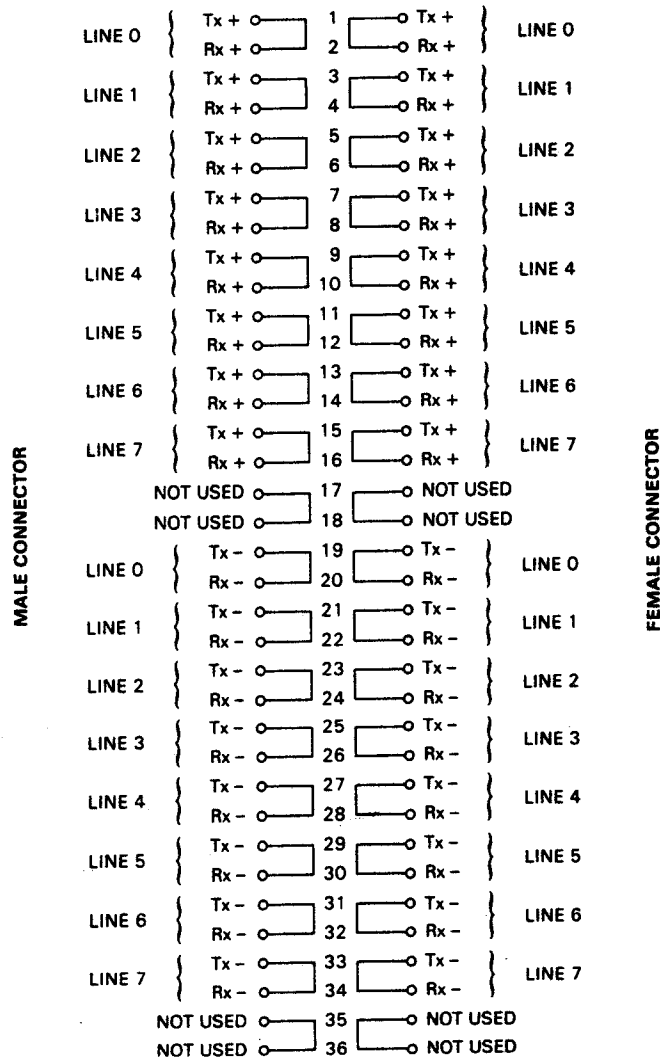 MALE CONNECTOR
FEMALE CONNECTOR
LINE 0 Tx + 1 Tx + LINE 0
Rx + 2 Rx +
LINE 1 Tx + 3 Tx + LINE 1
Rx + 4 Rx +
LINE 2 Tx + 5 Tx + LINE 2
Rx + 6 Rx +
LINE 3 Tx + 7 Tx + LINE 3
Rx + 8 Rx +
LINE 4 Tx + 9 Tx + LINE 4
Rx + 10 Rx +
LINE 5 Tx + 11 Tx + LINE 5
Rx + 12 Rx +
LINE 6 Tx + 13 Tx + LINE 6
Rx + 14 Rx +
LINE 7 Tx + 15 Tx + LINE 7
Rx + 16 Rx +
NOT USED 17 NOT USED
NOT USED 18 NOT USED
LINE 0 Tx - 19 Tx - LINE 0
Rx - 20 Rx -
LINE 1 Tx - 21 Tx - LINE 1
Rx - 22 Rx -
LINE 2 Tx - 23 Tx - LINE 2
Rx - 24 Rx -
LINE 3 Tx - 25 Tx - LINE 3
Rx - 26 Rx -
LINE 4 Tx - 27 Tx - LINE 4
Rx - 28 Rx -
LINE 5 Tx - 29 Tx - LINE 5
Rx - 30 Rx -
LINE 6 Tx - 31 Tx - LINE 6
Rx - 32 Rx -
LINE 7 Tx - 33 Tx - LINE 7
Rx - 34 Rx -
NOT USED 35 NOT USED
NOT USED 36 NOT USED